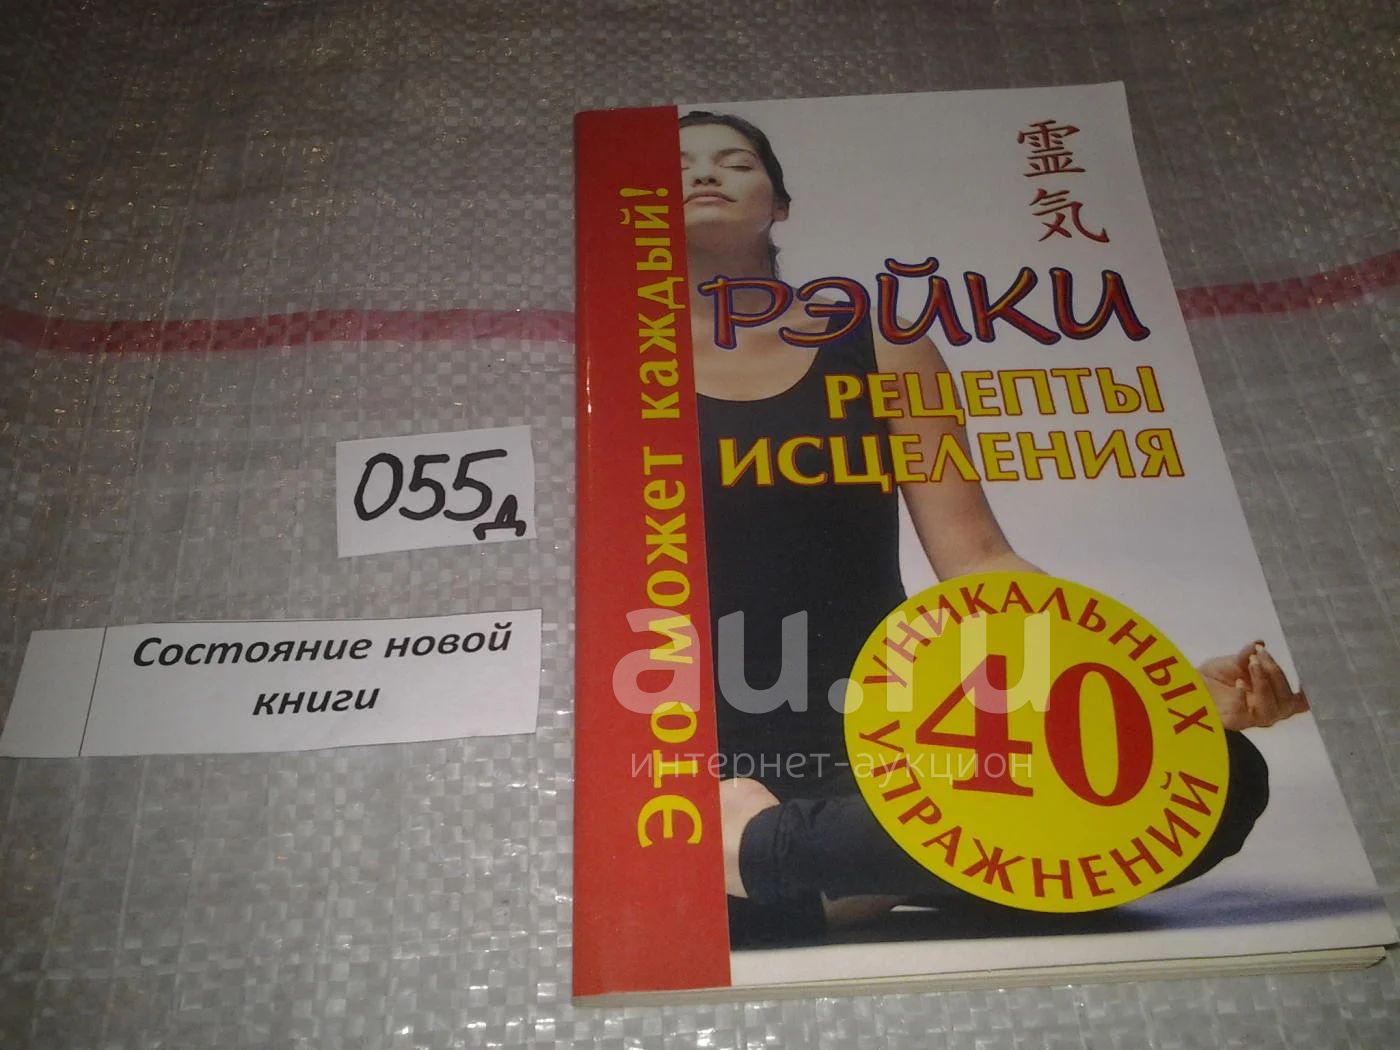 霊
気
РЭЙКИ
РЕЦЕПТЫ
ИСЦЕЛЕНИЯ
Это может каждый!
УНИКАЛЬНЫХ
40
УПРАЖНЕНИЙ
055д
Состояние новой
книги
au.ru
интернет-аукцион